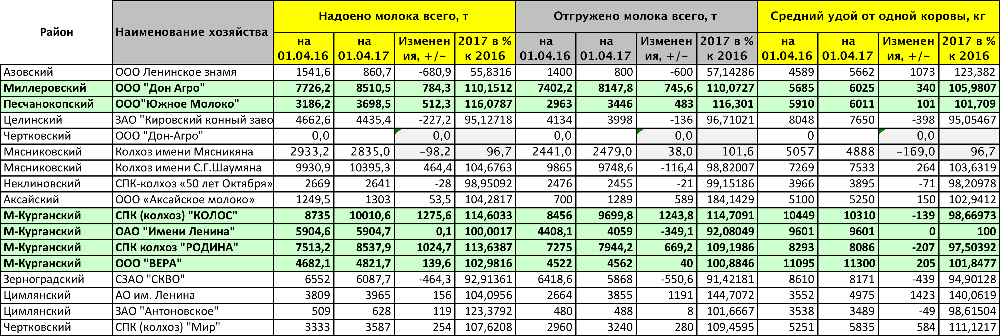 Район Наименование хозяйства Надоено молока всего, т Отгружено молока всего, т Средний удой от одной коровы, кг
на 01.04.16 на 01.04.17 Изменения, +/− 2017 в % к 2016 на 01.04.16 на 01.04.17 Изменения, +/− 2017 в % к 2016 на 01.04.16 на 01.04.17 Изменения, +/− 2017 в % к 2016
Азовский ООО Ленинское знамя 1541,6 860,7 -680,9 55,8316 1400 800 -600 57,14286 4589 5662 1073 123,382
Миллеровский ООО "Дон Агро" 7726,2 8510,5 784,3 110,1512 7402,2 8147,8 745,6 110,0727 5685 6025 340 105,9807
Песчанокопский ООО"Южное Молоко" 3186,2 3698,5 512,3 116,0787 2963 3446 483 116,301 5910 6011 101 101,709
Целинский ЗАО "Кировский конный заво 4662,6 4435,4 -227,2 95,12718 4134 3998 -136 96,71021 8048 7650 -398 95,05467
Чертковский ООО "Дон-Агро" 0,0 0,0 0,0 0,0 0 0,0
Мясниковский Колхоз имени Мясникяна 2933,2 2835,0 −98,2 96,7 2441,0 2479,0 38,0 101,6 5057 4888 −169,0 96,7
Мясниковский Колхоз имени С.Г.Шаумяна 9930,9 10395,3 464,4 104,6763 9865 9748,6 -116,4 98,82007 7269 7533 264 103,6319
Неклиновский СПК-колхоз «50 лет Октября» 2669 2641 -28 98,95092 2476 2455 -21 99,15186 3966 3895 -71 98,20978
Аксайский ООО «Аксайское молоко» 1249,5 1303 53,5 104,2817 700 1289 589 184,1429 5100 5250 150 102,9412
М-Курганский СПК (колхоз) "КОЛОС" 8735 10010,6 1275,6 114,6033 8456 9699,8 1243,8 114,7091 10449 10310 -139 98,66973
М-Курганский ОАО "Имени Ленина" 5904,6 5904,7 0,1 100,0017 4408,1 4059 -349,1 92,08049 9601 9601 0 100
М-Курганский СПК колхоз "РОДИНА" 7513,2 8537,9 1024,7 113,6387 7275 7944,2 669,2 109,1986 8293 8086 -207 97,50392
М-Курганский ООО "ВЕРА" 4682,1 4821,7 139,6 102,9816 4522 4562 40 100,8846 11095 11300 205 101,8477
Зерноградский СЗАО "СКВО" 6552 6087,7 -464,3 92,91361 6418,6 5868 -550,6 91,42181 8610 8171 -439 94,90128
Цимлянский АО им. Ленина 3809 3965 156 104,0956 2664 3855 1191 144,7072 3552 4975 1423 140,0619
Цимлянский ЗАО "Антоновское" 509 628 119 123,3792 480 488 8 101,6667 3538 3489 -49 98,61504
Чертковский СПК (колхоз) "Мир" 3333 3587 254 107,6208 2960 3240 280 109,4595 5251 5835 584 111,1217